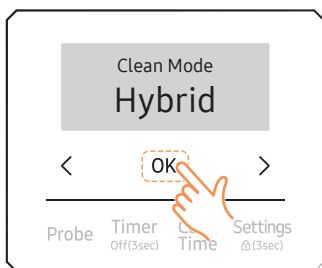 Clean Mode
Hybrid
< OK >
Probe Timer Settings
Off(3sec) Time (3sec)